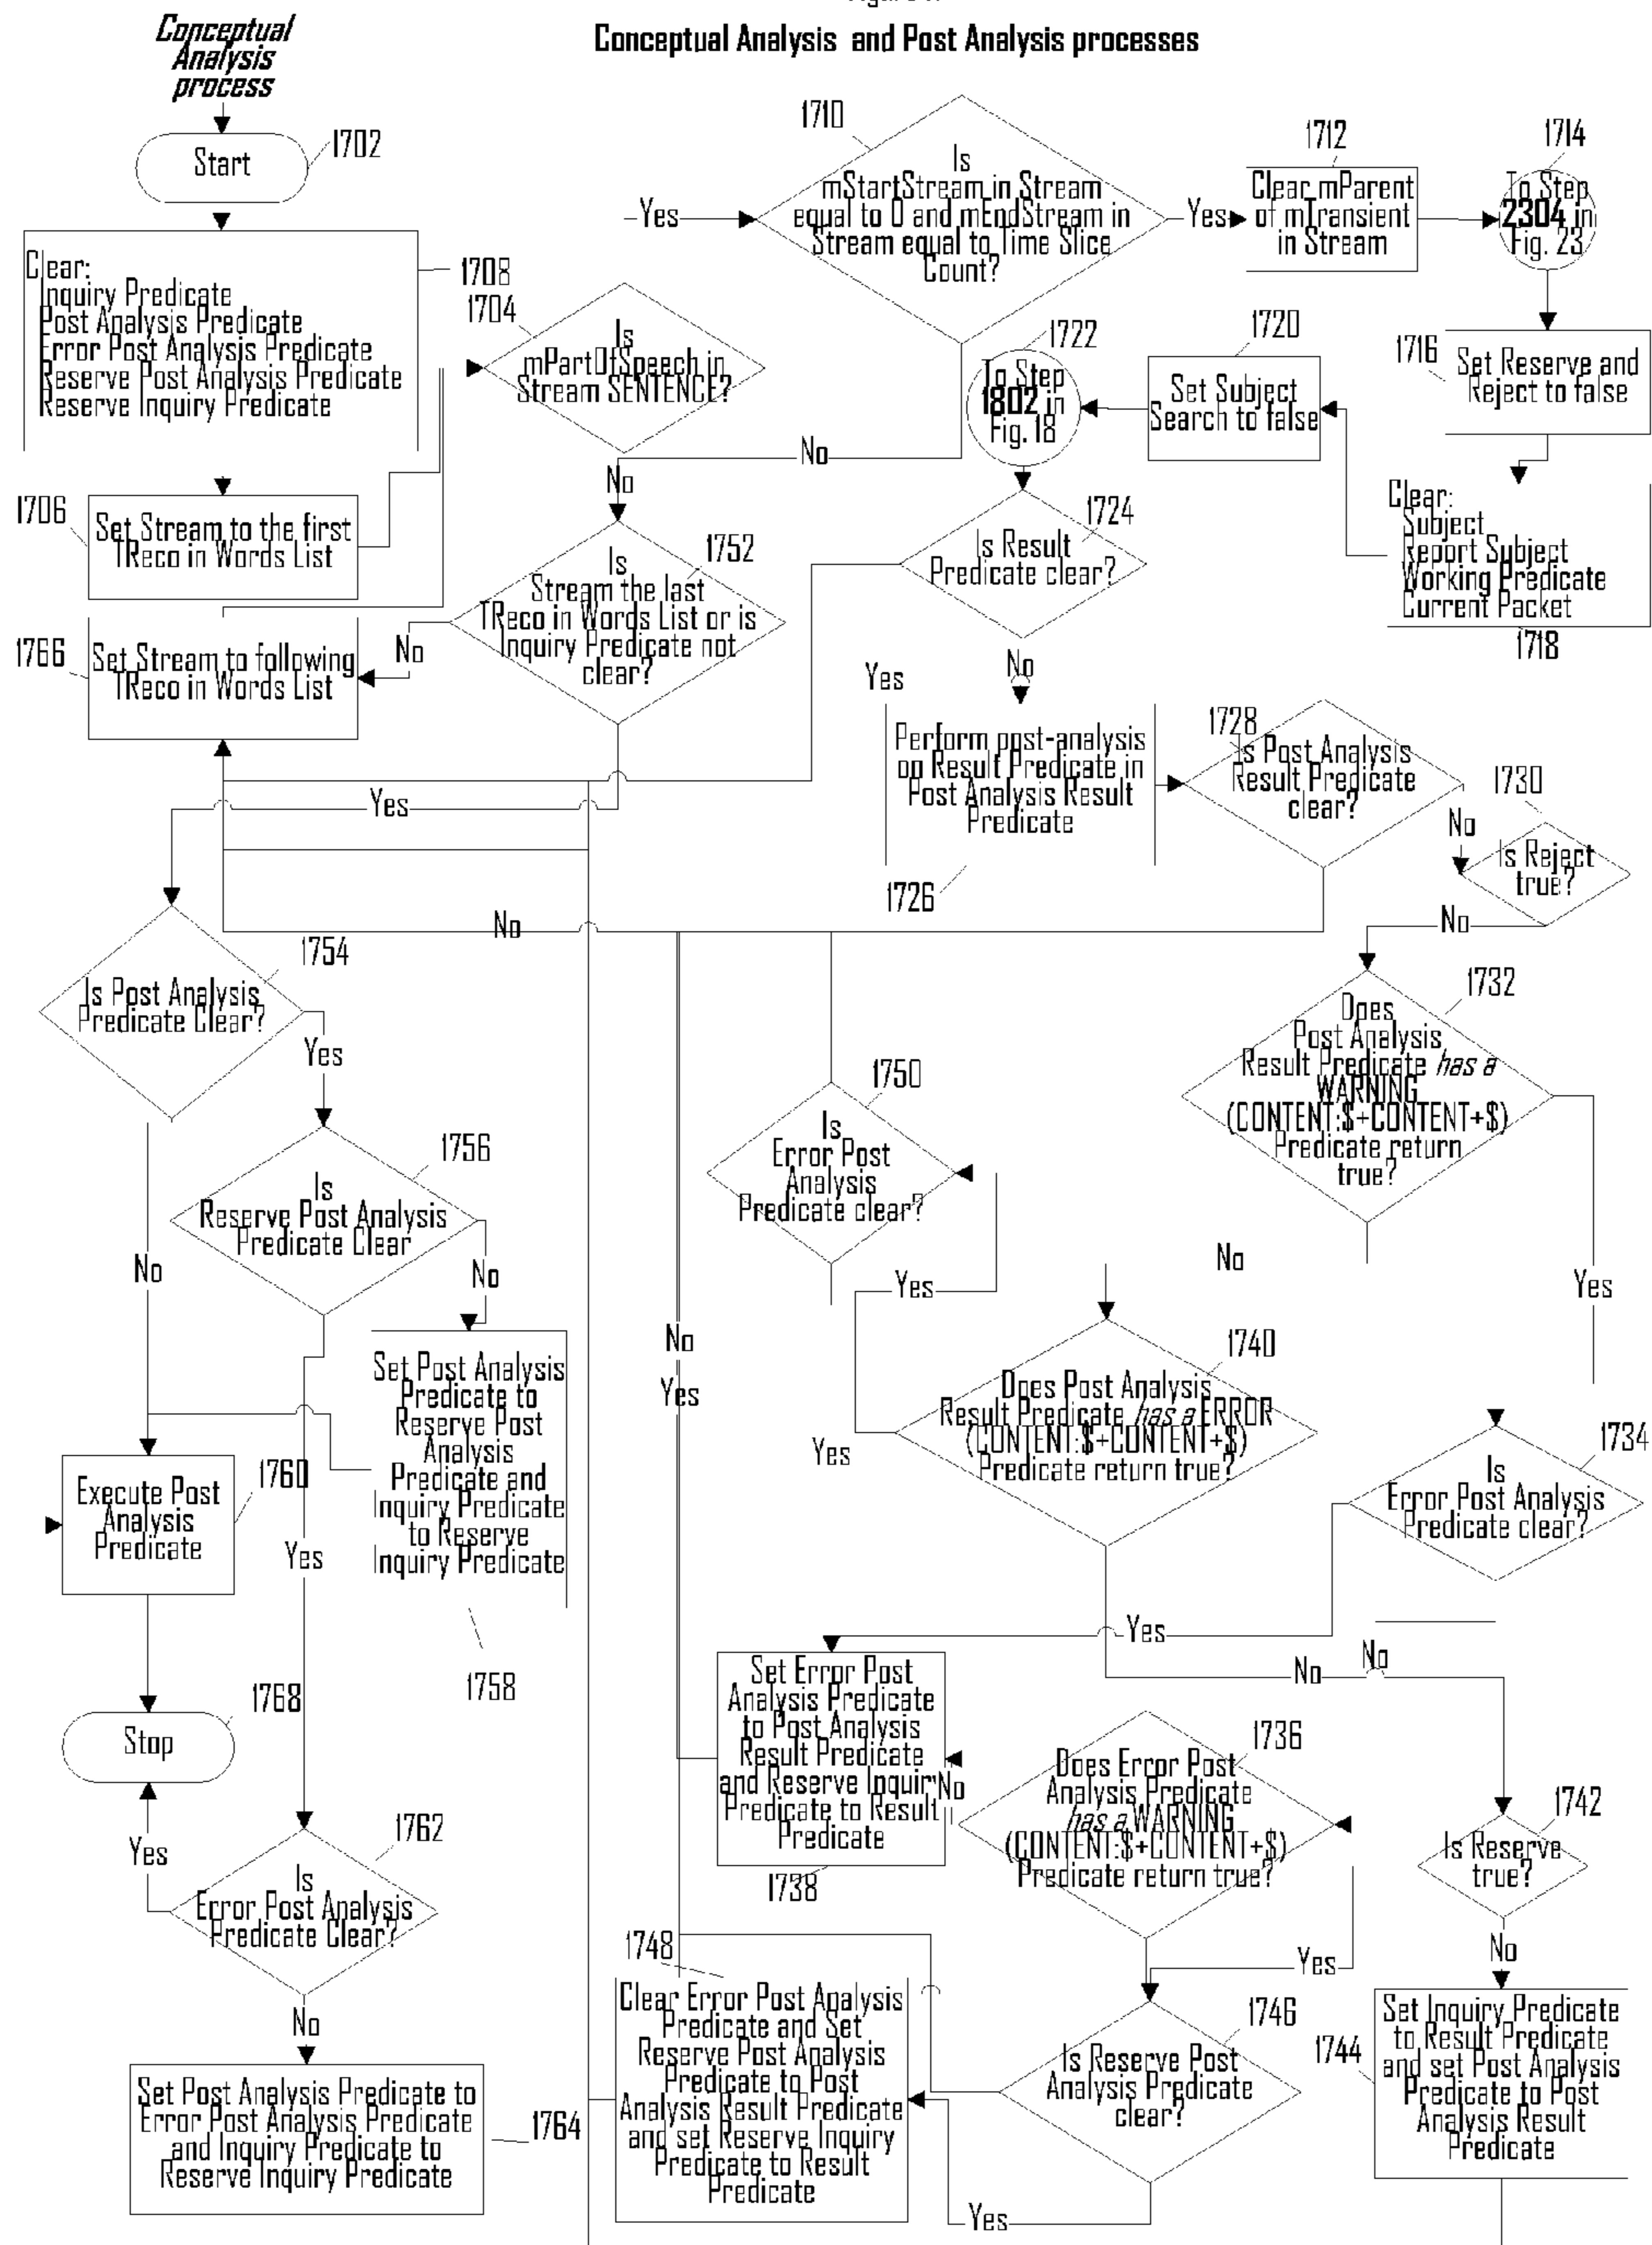 Conceptual
Analysis
process
Conceptual Analysis and Post Analysis processes
Start
1702
Clear:
Inquiry Predicate
Post Analysis Predicate
Error Post Analysis Predicate
Reserve Post Analysis Predicate
Reserve Inquiry Predicate
1708
1704
Is
mPartOfSpeech in
Stream SENTENCE?
Yes
1710
Is
mStartStream in Stream
equal to 0 and mEndStream in
Stream equal to Time Slice
Count?
Yes
1712
Clear mParent
of mTransient
in Stream
1714
To Step
2304 in
Fig. 23
1716
Set Reserve and
Reject to false
1720
Set Subject
Search to false
1722
To Step
1802 in
Fig. 18
No
No
1706
Set Stream to the first
TReco in Words List
Clear:
Subject
Report Subject
Working Predicate
Current Packet
1718
1724
Is Result
Predicate clear?
1752
Is
Stream the last
TReco in Words List or is
Inquiry Predicate not
clear?
No
1766
Set Stream to following
TReco in Words List
Yes
No
Yes
Perform post-analysis
on Result Predicate in
Post Analysis Result
Predicate
1726
1728
Is Post Analysis
Result Predicate
clear?
No
1730
Is Reject
true?
No
No
1754
Is Post Analysis
Predicate Clear?
Yes
1732
Does
Post Analysis
Result Predicate has a
WARNING
(CONTENT:$+CONTENT+$)
Predicate return
true?
1750
Is
Error Post
Analysis
Predicate clear?
1756
Is
Reserve Post Analysis
Predicate Clear
No
No
No
Yes
Yes
No
Yes
1740
Does Post Analysis
Result Predicate has a ERROR
(CONTENT:$+CONTENT+$)
Predicate return true?
Yes
1734
Is
Error Post Analysis
Predicate clear?
Set Post Analysis
Predicate to
Reserve Post
Analysis
Predicate and
Inquiry Predicate
to Reserve
Inquiry Predicate
1758
1760
Execute Post
Analysis
Predicate
Yes
Yes
No
No
Set Error Post
Analysis Predicate
to Post Analysis
Result Predicate
and Reserve Inquiry
Predicate to Result
Predicate
1738
No
1736
Does Error Post
Analysis Predicate
has a WARNING
(CONTENT:$+CONTENT+$)
Predicate return true?
1742
Is Reserve
true?
1768
Stop
Yes
1762
Is
Error Post Analysis
Predicate Clear?
No
1748
Clear Error Post Analysis
Predicate and Set
Reserve Post Analysis
Predicate to Post
Analysis Result Predicate
and set Reserve Inquiry
Predicate to Result
Predicate
Yes
1746
Is Reserve Post
Analysis Predicate
clear?
Yes
No
1744
Set Inquiry Predicate
to Result Predicate
and set Post Analysis
Predicate to Post
Analysis Result
Predicate
Set Post Analysis Predicate to
Error Post Analysis Predicate
and Inquiry Predicate to
Reserve Inquiry Predicate
1764